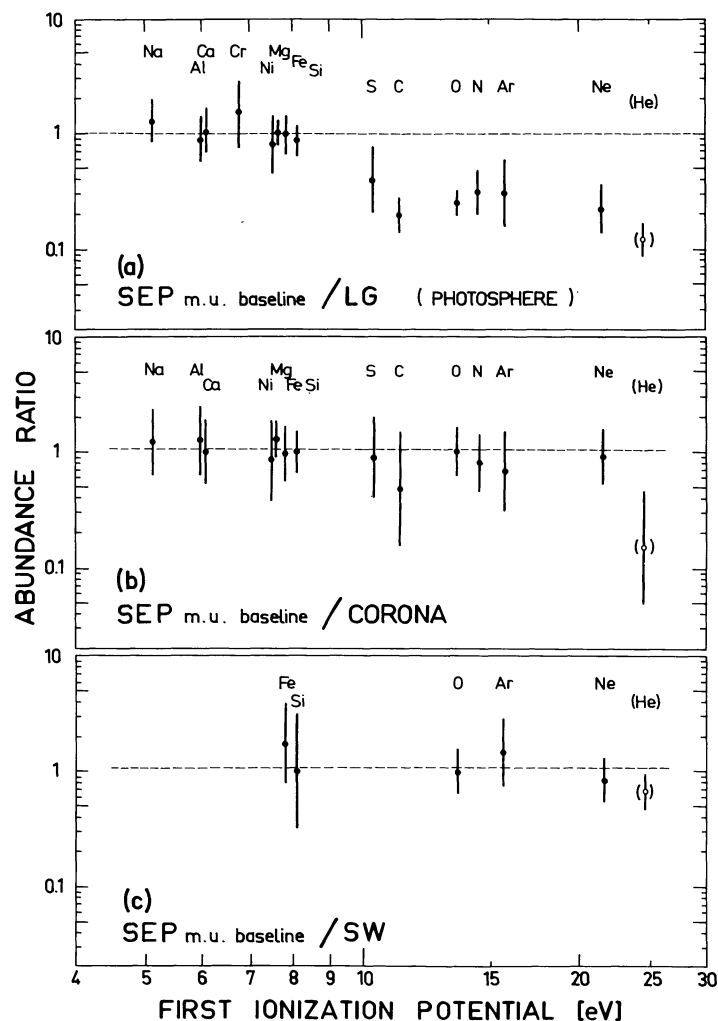 10
Na Ca Cr Mg Fe S C O N Ar Ne (He)
Al Ni Si
1
0.1
(a)
SEP m.u. baseline / LG ( PHOTOSPHERE )
10
Na Al Mg S C O N Ar Ne (He)
Ca Ni Fe Si
1
0.1
(b)
SEP m.u. baseline / CORONA
10
Fe O Ar Ne (He)
Si
1
0.1
(c)
SEP m.u. baseline / SW
4 5 6 7 8 9 10 15 20 25 30
FIRST IONIZATION POTENTIAL [eV]
ABUNDANCE RATIO